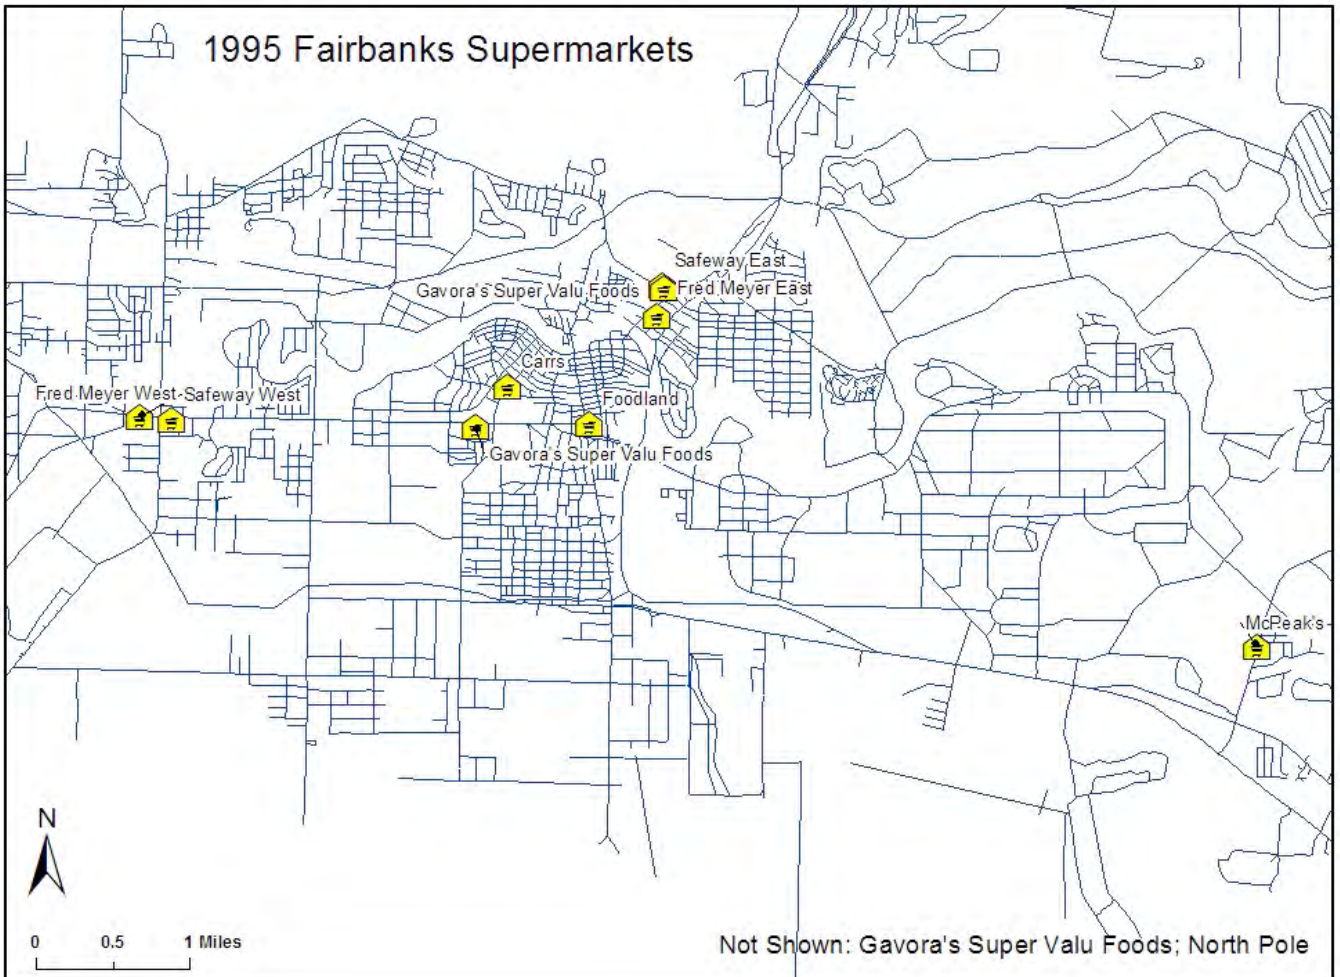 1995 Fairbanks Supermarkets
Safeway East
Gavora's Super Valu Foods
Fred Meyer East
Carrs
Fred Meyer West
Safeway West
Foodland
Gavora's Super Valu Foods
McPeak's
N
0 0.5 1 Miles
Not Shown: Gavora's Super Valu Foods; North Pole